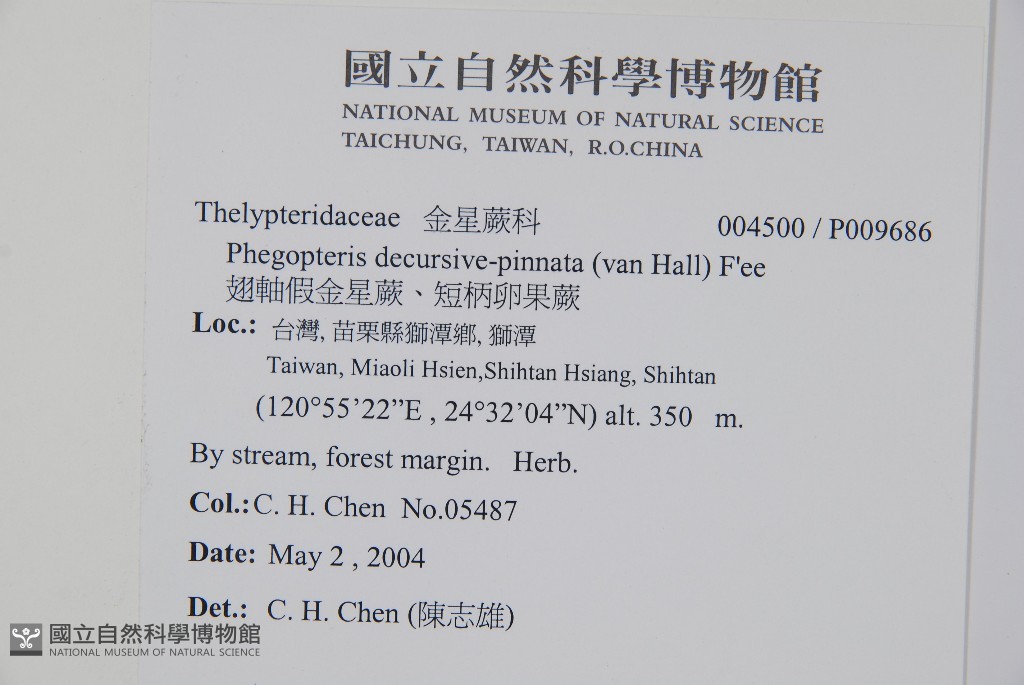 國立自然科學博物館
NATIONAL MUSEUM OF NATURAL SCIENCE
TAICHUNG, TAIWAN, R.O.CHINA
Thelypteridaceae 金星蕨科 004500 / P009686
Phegopteris decursive-pinnata (van Hall) F'ee
翅軸假金星蕨、短柄卵果蕨
Loc.: 台灣, 苗栗縣獅潭鄉, 獅潭
Taiwan, Miaoli Hsien,Shihtan Hsiang, Shihtan
(120°55’22”E , 24°32’04”N) alt. 350 m.
By stream, forest margin. Herb.
Col.: C. H. Chen No.05487
Date: May 2 , 2004
Det.: C. H. Chen (陳志雄)
國立自然科學博物館
NATIONAL MUSEUM OF NATURAL SCIENCE